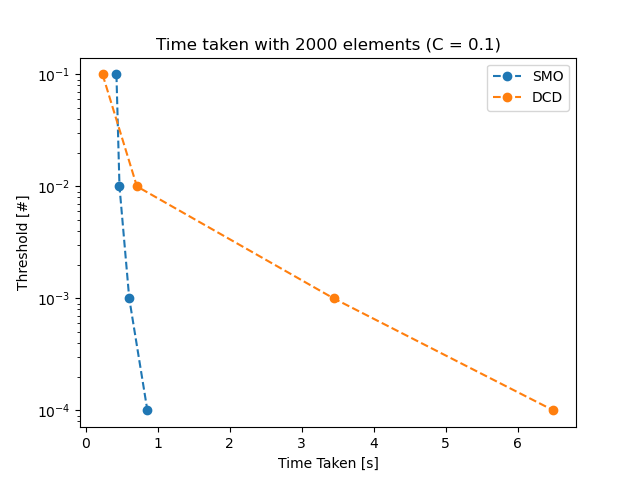 Time taken with 2000 elements (C = 0.1)
SMO
DCD
Threshold [#]
10⁻¹
10⁻²
10⁻³
10⁻⁴
0 1 2 3 4 5 6
Time Taken [s]